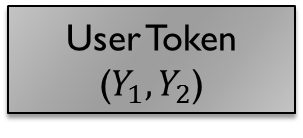 User Token
(Y₁, Y₂)